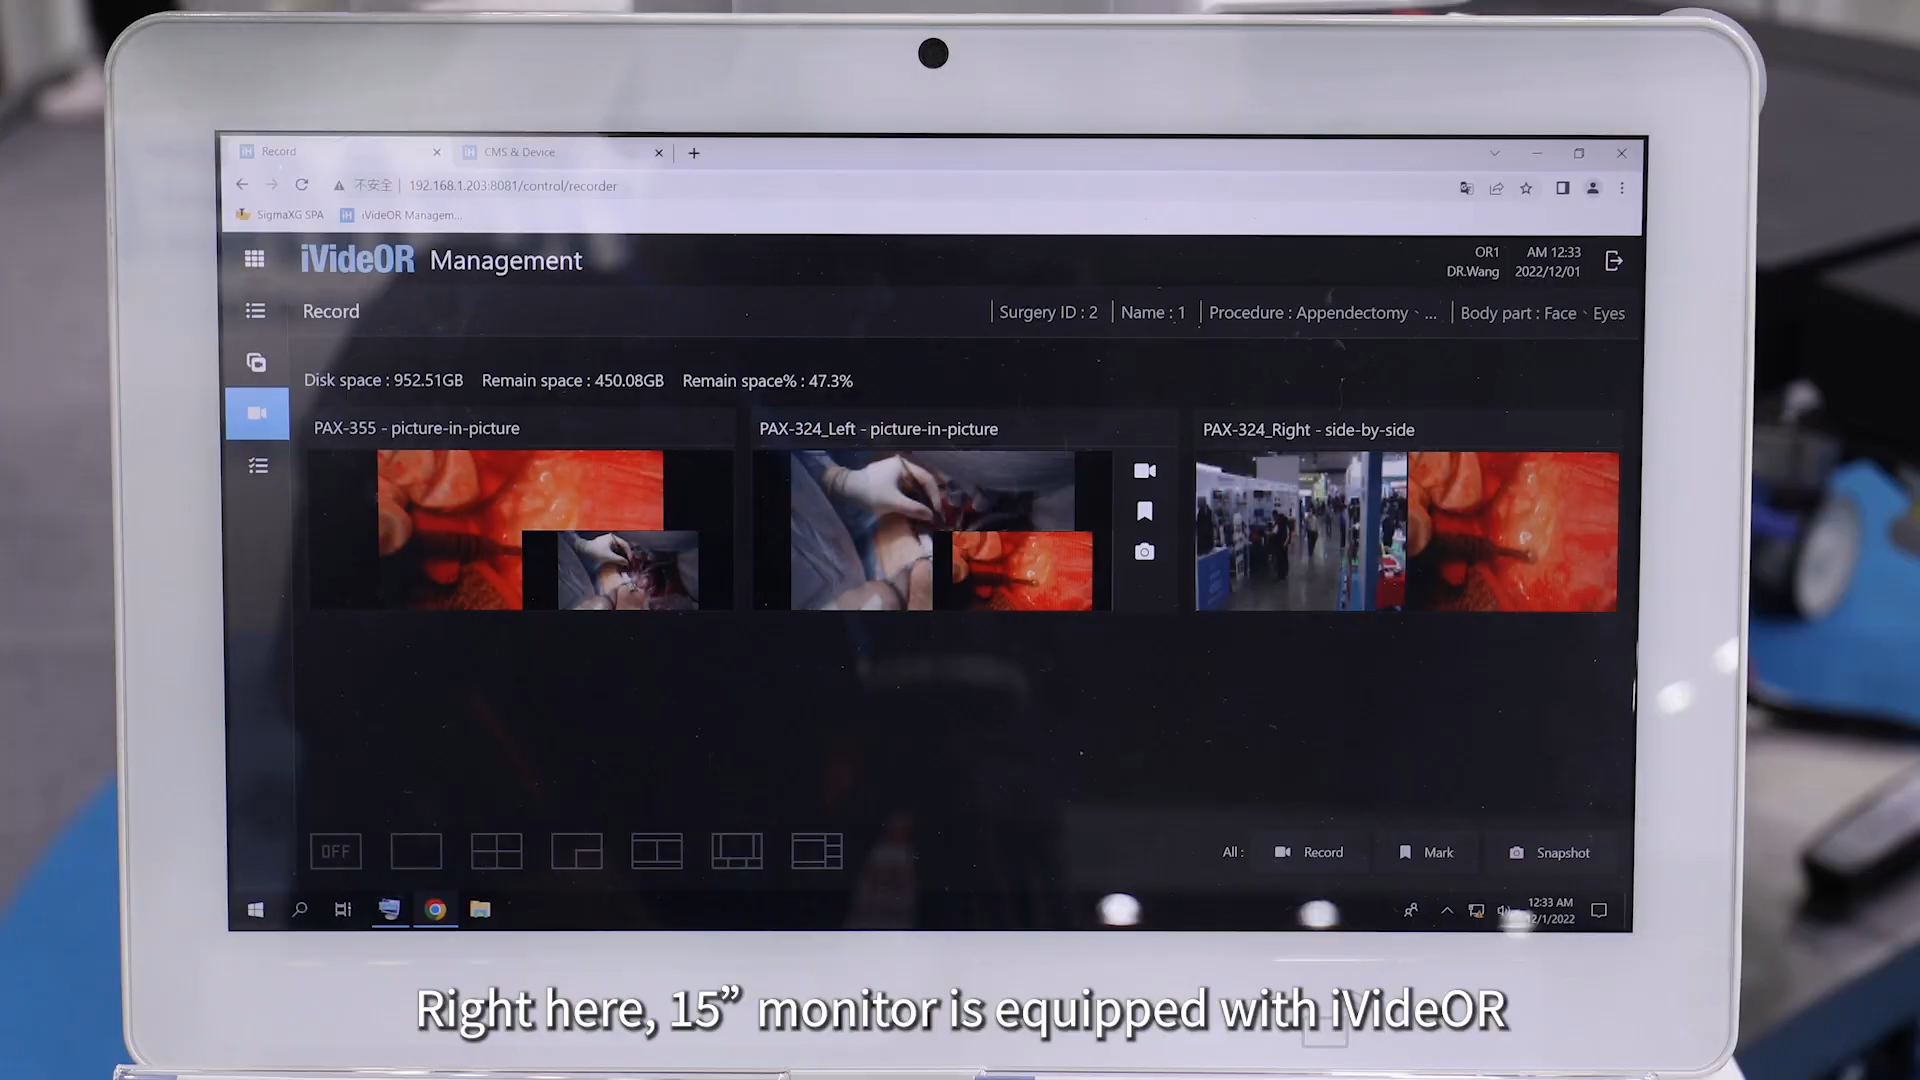 Record
CMS & Device
不安全
192.168.1.203:8081/control/recorder
SigmaXG SPA
iVideOR Managem...
iVideOR Management
OR1
DR.Wang
AM 12:33
2022/12/01
Record
Surgery ID : 2
Name : 1
Procedure : Appendectomy、...
Body part : Face、Eyes
Disk space : 952.51GB
Remain space : 450.08GB
Remain space% : 47.3%
PAX-355 - picture-in-picture
PAX-324_Left - picture-in-picture
PAX-324_Right - side-by-side
OFF
All :
Record
Mark
Snapshot
12:33 AM
12/1/2022
Right here, 15” monitor is equipped with iVideOR